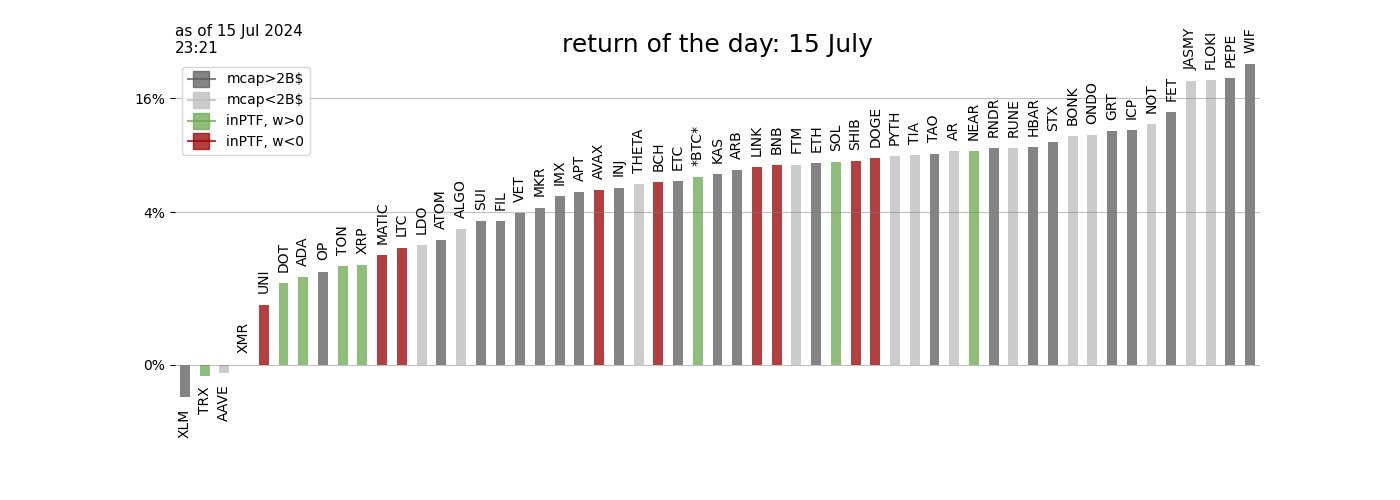 as of 15 Jul 2024
23:21
return of the day: 15 July
mcap>2B$
mcap<2B$
inPTF, w>0
inPTF, w<0
16%
4%
0%
XLM
TRX
AAVE
XMR
UNI
DOT
ADA
OP
TON
XRP
MATIC
LTC
LDO
ATOM
ALGO
SUI
FIL
VET
MKR
IMX
APT
AVAX
INJ
THETA
BCH
ETC
*BTC*
KAS
ARB
LINK
BNB
FTM
ETH
SOL
SHIB
DOGE
PYTH
TIA
TAO
AR
NEAR
RNDR
RUNE
HBAR
STX
BONK
ONDO
GRT
ICP
NOT
FET
JASMY
FLOKI
PEPE
WIF